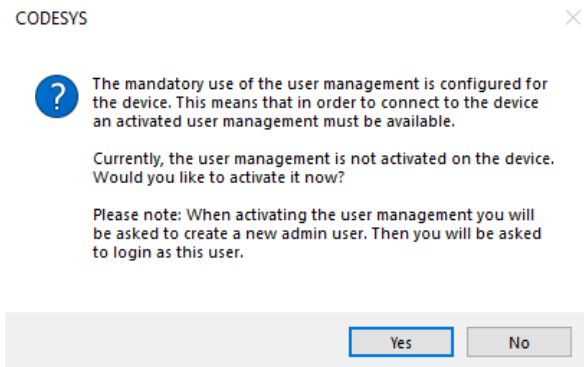 CODESYS
The mandatory use of the user management is configured for
the device. This means that in order to connect to the device
an activated user management must be available.
Currently, the user management is not activated on the device.
Would you like to activate it now?
Please note: When activating the user management you will
be asked to create a new admin user. Then you will be asked
to login as this user.
Yes No